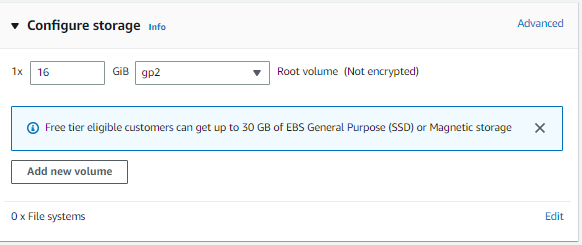 Configure storage Info Advanced
1x 16 GiB gp2 Root volume (Not encrypted)
Free tier eligible customers can get up to 30 GB of EBS General Purpose (SSD) or Magnetic storage
Add new volume
0 x File systems Edit